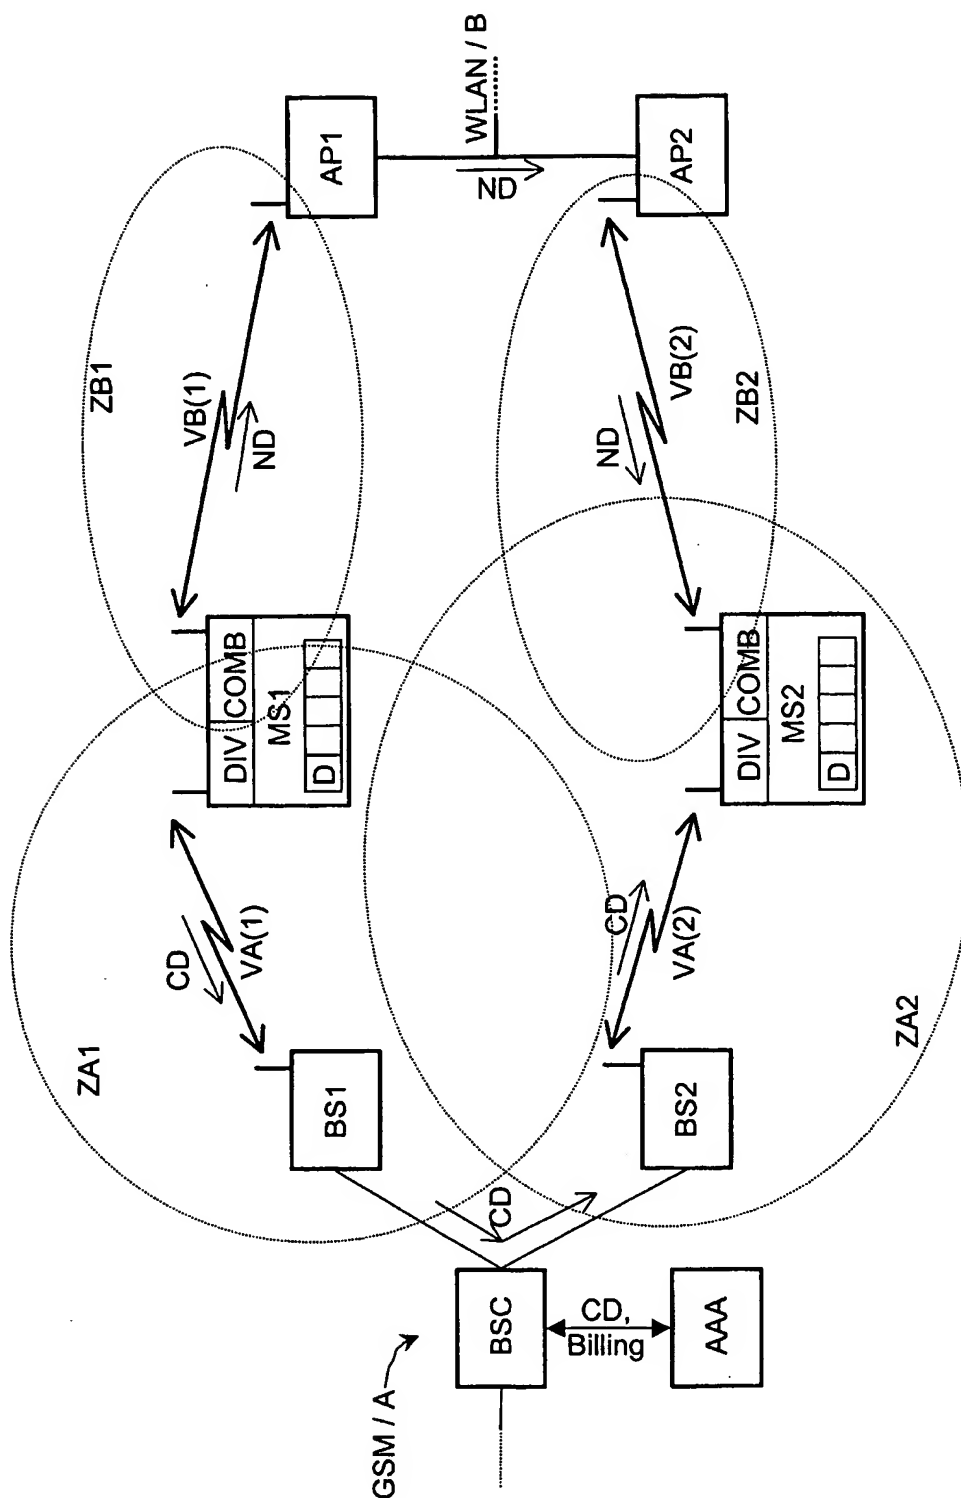 ZA1
ZB1
CD
VA(1)
VB(1)
ND
BS1
DIV
COMB
MS1
D
AP1
GSM / A
BSC
CD
ND
WLAN / B
CD,
Billing
AAA
CD
VA(2)
ND
VB(2)
BS2
DIV
COMB
MS2
D
AP2
ZA2
ZB2